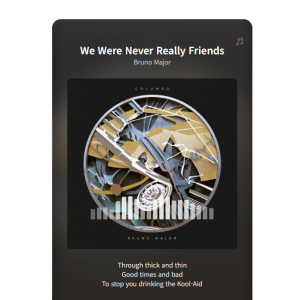 We Were Never Really Friends
Bruno Major
COLUMBO
BRUNO MAJOR
Through thick and thin
Good times and bad
To stop you drinking the Kool-Aid